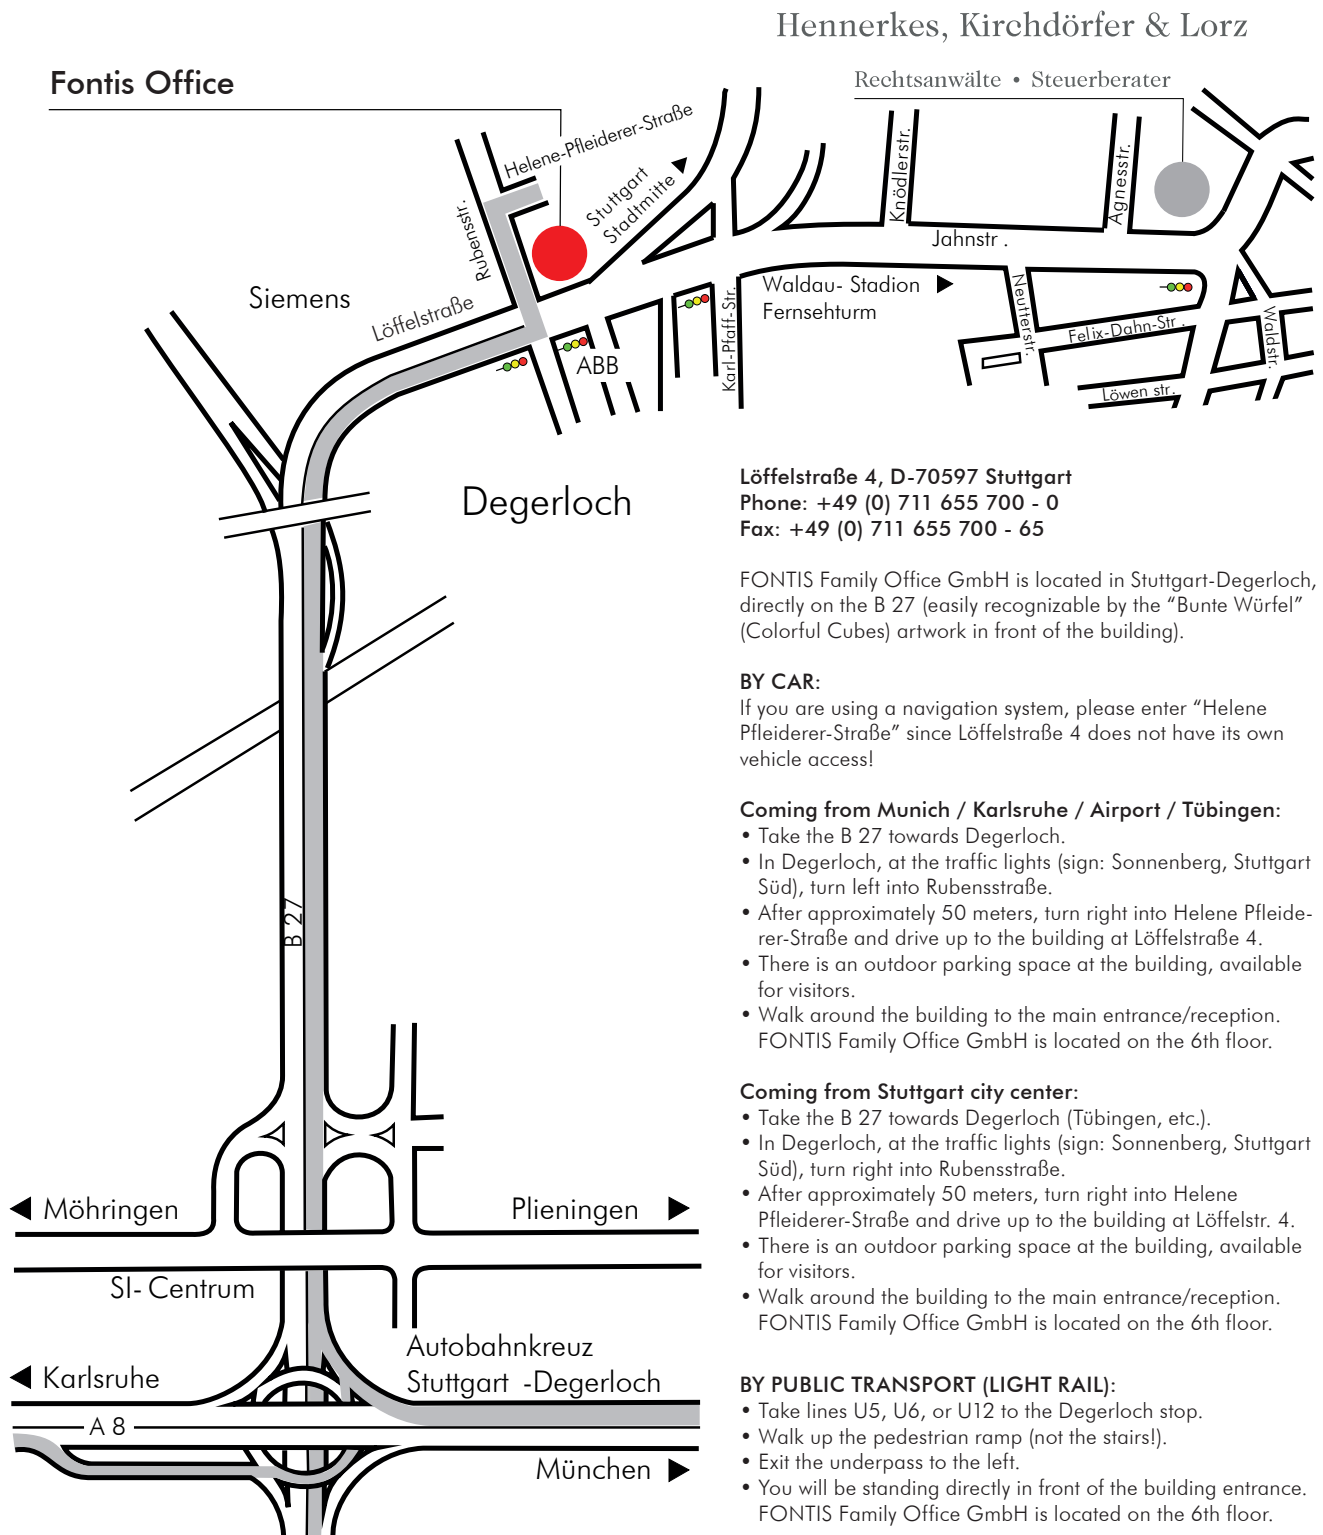 Hennerkes, Kirchdörfer & Lorz
Rechtsanwälte • Steuerberater
Fontis Office
Helene-Pfleiderer-Straße
Stuttgart
Stadtmitte
Rubensstr.
Knödlerstr.
Agnesstr.
Jahnstr .
Siemens
Löffelstraße
Waldau- Stadion
Fernsehturm
Neutterstr.
Felix-Dahn-Str .
Waldstr.
Karl-Pfaff-Str.
ABB
Löwen str.
Degerloch
B 27
Möhringen
Plieningen
SI- Centrum
Autobahnkreuz
Stuttgart -Degerloch
Karlsruhe
A 8
München
Löffelstraße 4, D-70597 Stuttgart
Phone: +49 (0) 711 655 700 - 0
Fax: +49 (0) 711 655 700 - 65
FONTIS Family Office GmbH is located in Stuttgart-Degerloch,
directly on the B 27 (easily recognizable by the “Bunte Würfel”
(Colorful Cubes) artwork in front of the building).
BY CAR:
If you are using a navigation system, please enter “Helene
Pfleiderer-Straße” since Löffelstraße 4 does not have its own
vehicle access!
Coming from Munich / Karlsruhe / Airport / Tübingen:
• Take the B 27 towards Degerloch.
• In Degerloch, at the traffic lights (sign: Sonnenberg, Stuttgart
Süd), turn left into Rubensstraße.
• After approximately 50 meters, turn right into Helene Pfleide-
rer-Straße and drive up to the building at Löffelstraße 4.
• There is an outdoor parking space at the building, available
for visitors.
• Walk around the building to the main entrance/reception.
FONTIS Family Office GmbH is located on the 6th floor.
Coming from Stuttgart city center:
• Take the B 27 towards Degerloch (Tübingen, etc.).
• In Degerloch, at the traffic lights (sign: Sonnenberg, Stuttgart
Süd), turn right into Rubensstraße.
• After approximately 50 meters, turn right into Helene
Pfleiderer-Straße and drive up to the building at Löffelstr. 4.
• There is an outdoor parking space at the building, available
for visitors.
• Walk around the building to the main entrance/reception.
FONTIS Family Office GmbH is located on the 6th floor.
BY PUBLIC TRANSPORT (LIGHT RAIL):
• Take lines U5, U6, or U12 to the Degerloch stop.
• Walk up the pedestrian ramp (not the stairs!).
• Exit the underpass to the left.
• You will be standing directly in front of the building entrance.
FONTIS Family Office GmbH is located on the 6th floor.